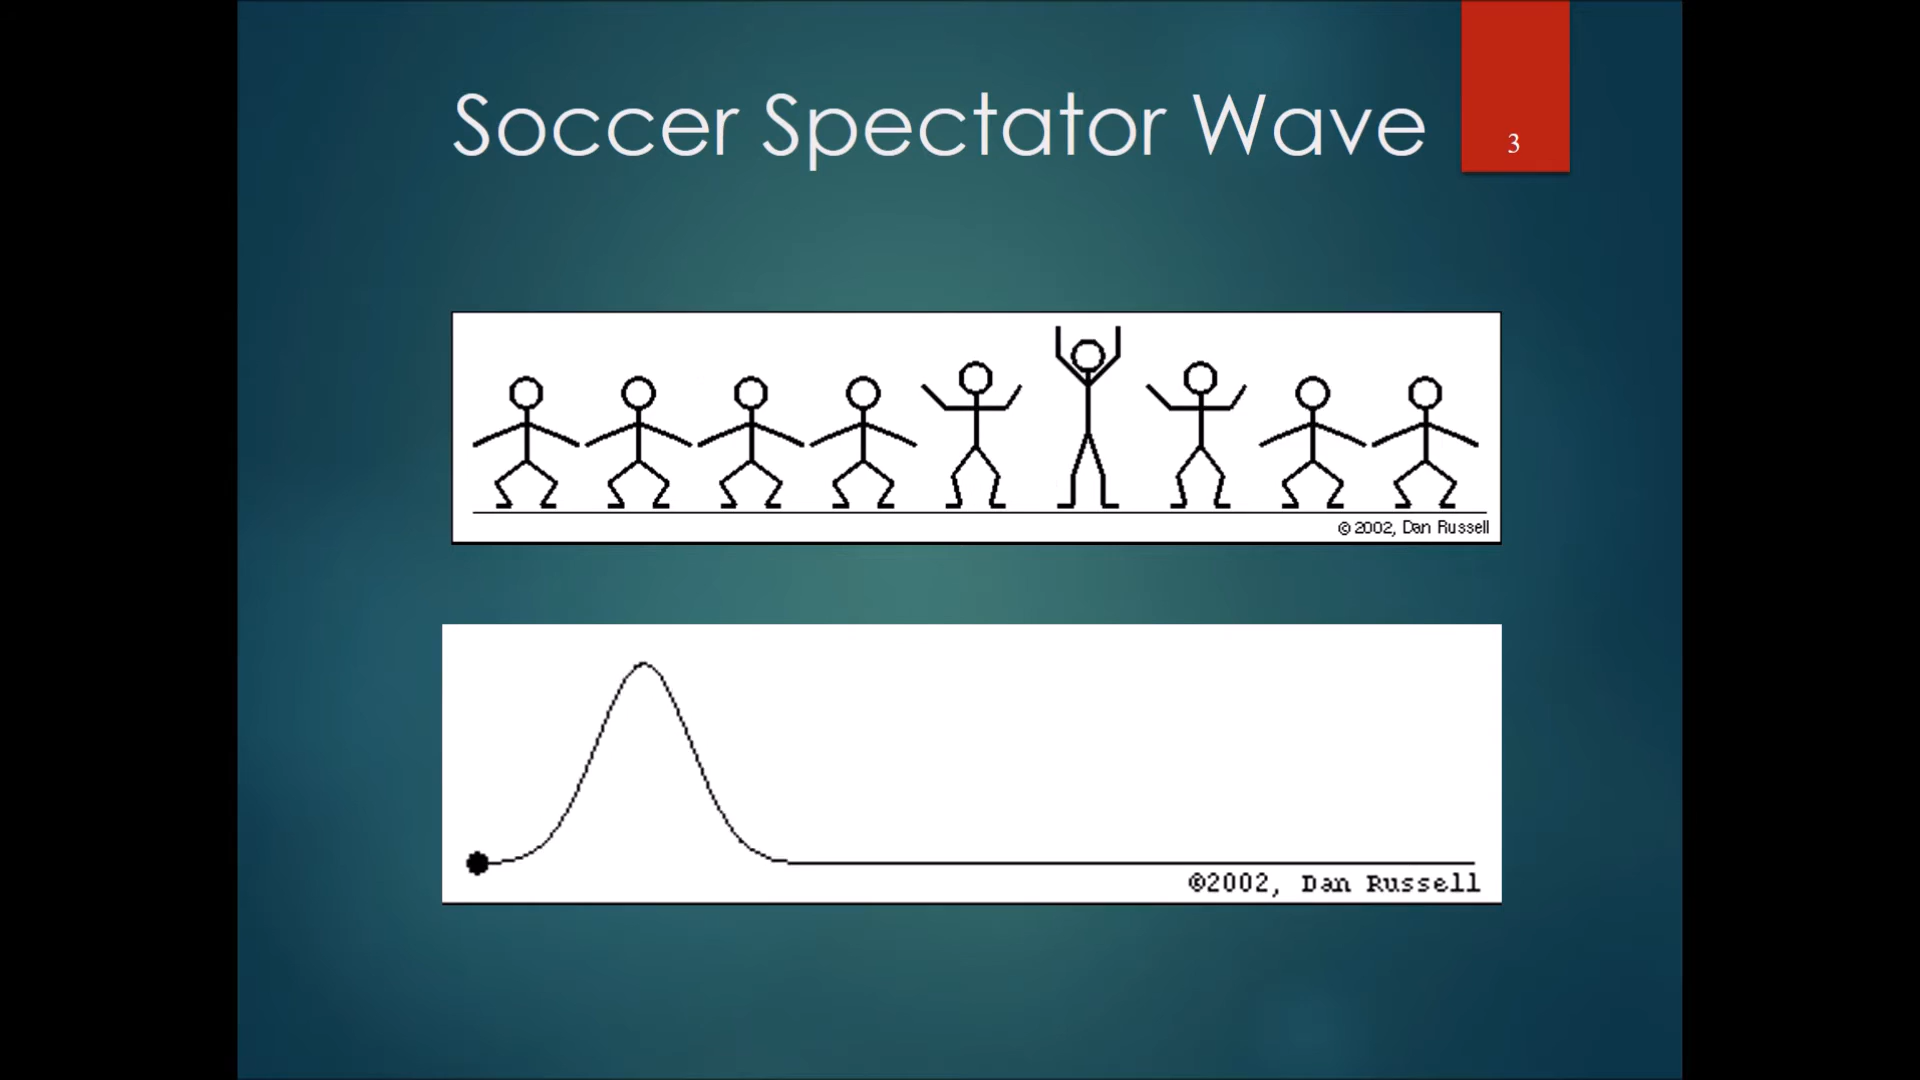 Soccer Spectator Wave
3
© 2002, Dan Russell
©2002, Dan Russell